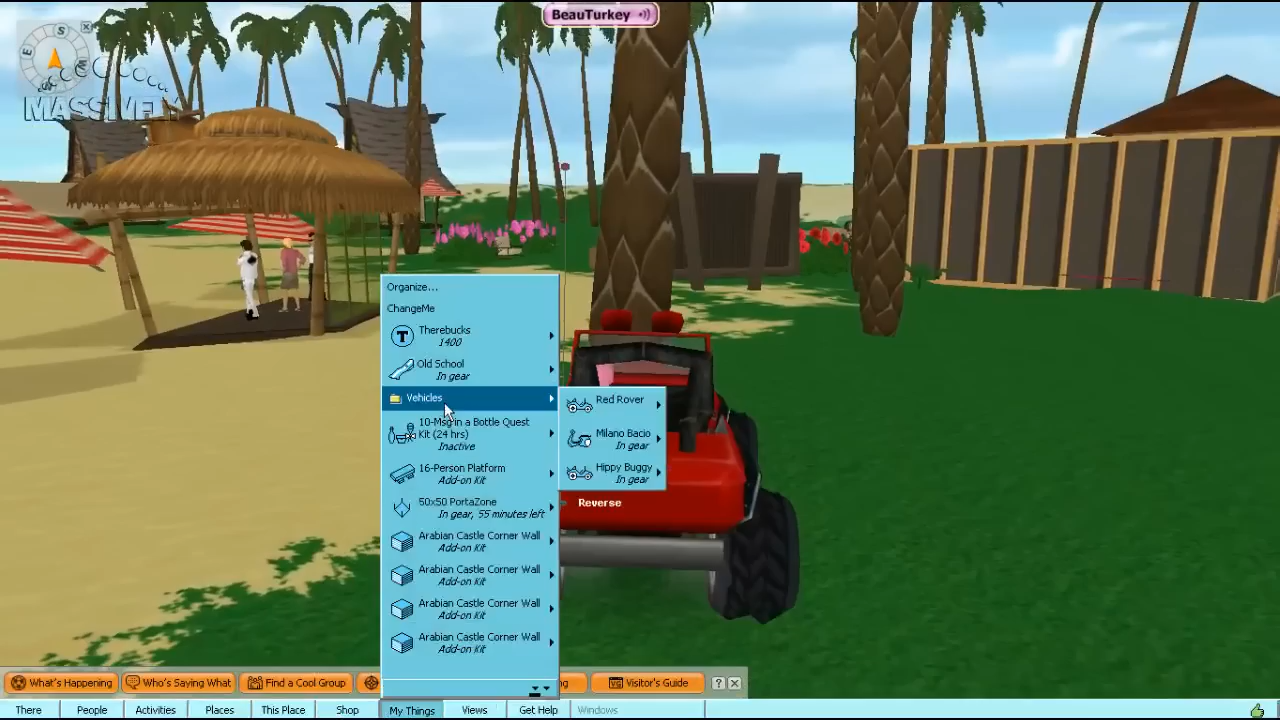 BeauTurkey
S
E
MASSIVELY
Organize...
ChangeMe
Therebucks
1400
Old School
In gear
Vehicles
10-Msg in a Bottle Quest
Kit (24 hrs)
Inactive
16-Person Platform
Add-on Kit
50x50 PortaZone
In gear, 55 minutes left
Arabian Castle Corner Wall
Add-on Kit
Arabian Castle Corner Wall
Add-on Kit
Arabian Castle Corner Wall
Add-on Kit
Arabian Castle Corner Wall
Add-on Kit
Red Rover
Milano Bacio
In gear
Hippy Buggy
In gear
Reverse
What's Happening
Who's Saying What
Find a Cool Group
VG Visitor's Guide
?
There
People
Activities
Places
This Place
Shop
My Things
Views
Get Help
Windows